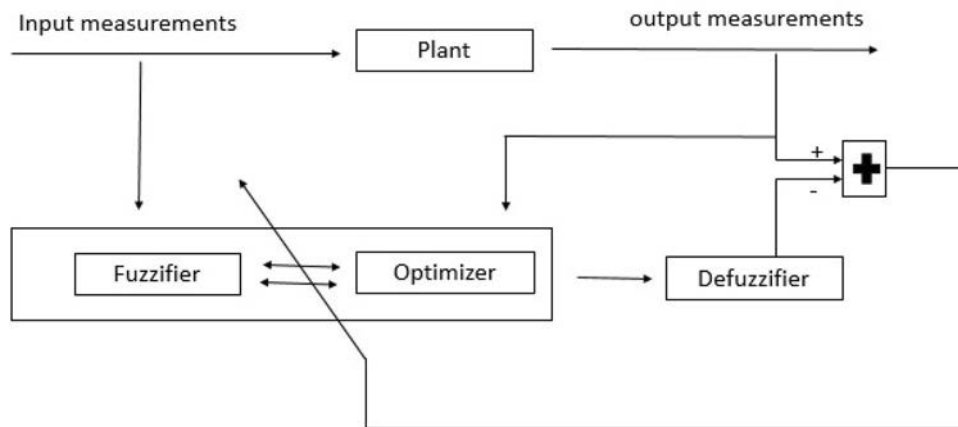 Input measurements
output measurements
Plant
+
-
Fuzzifier
Optimizer
Defuzzifier